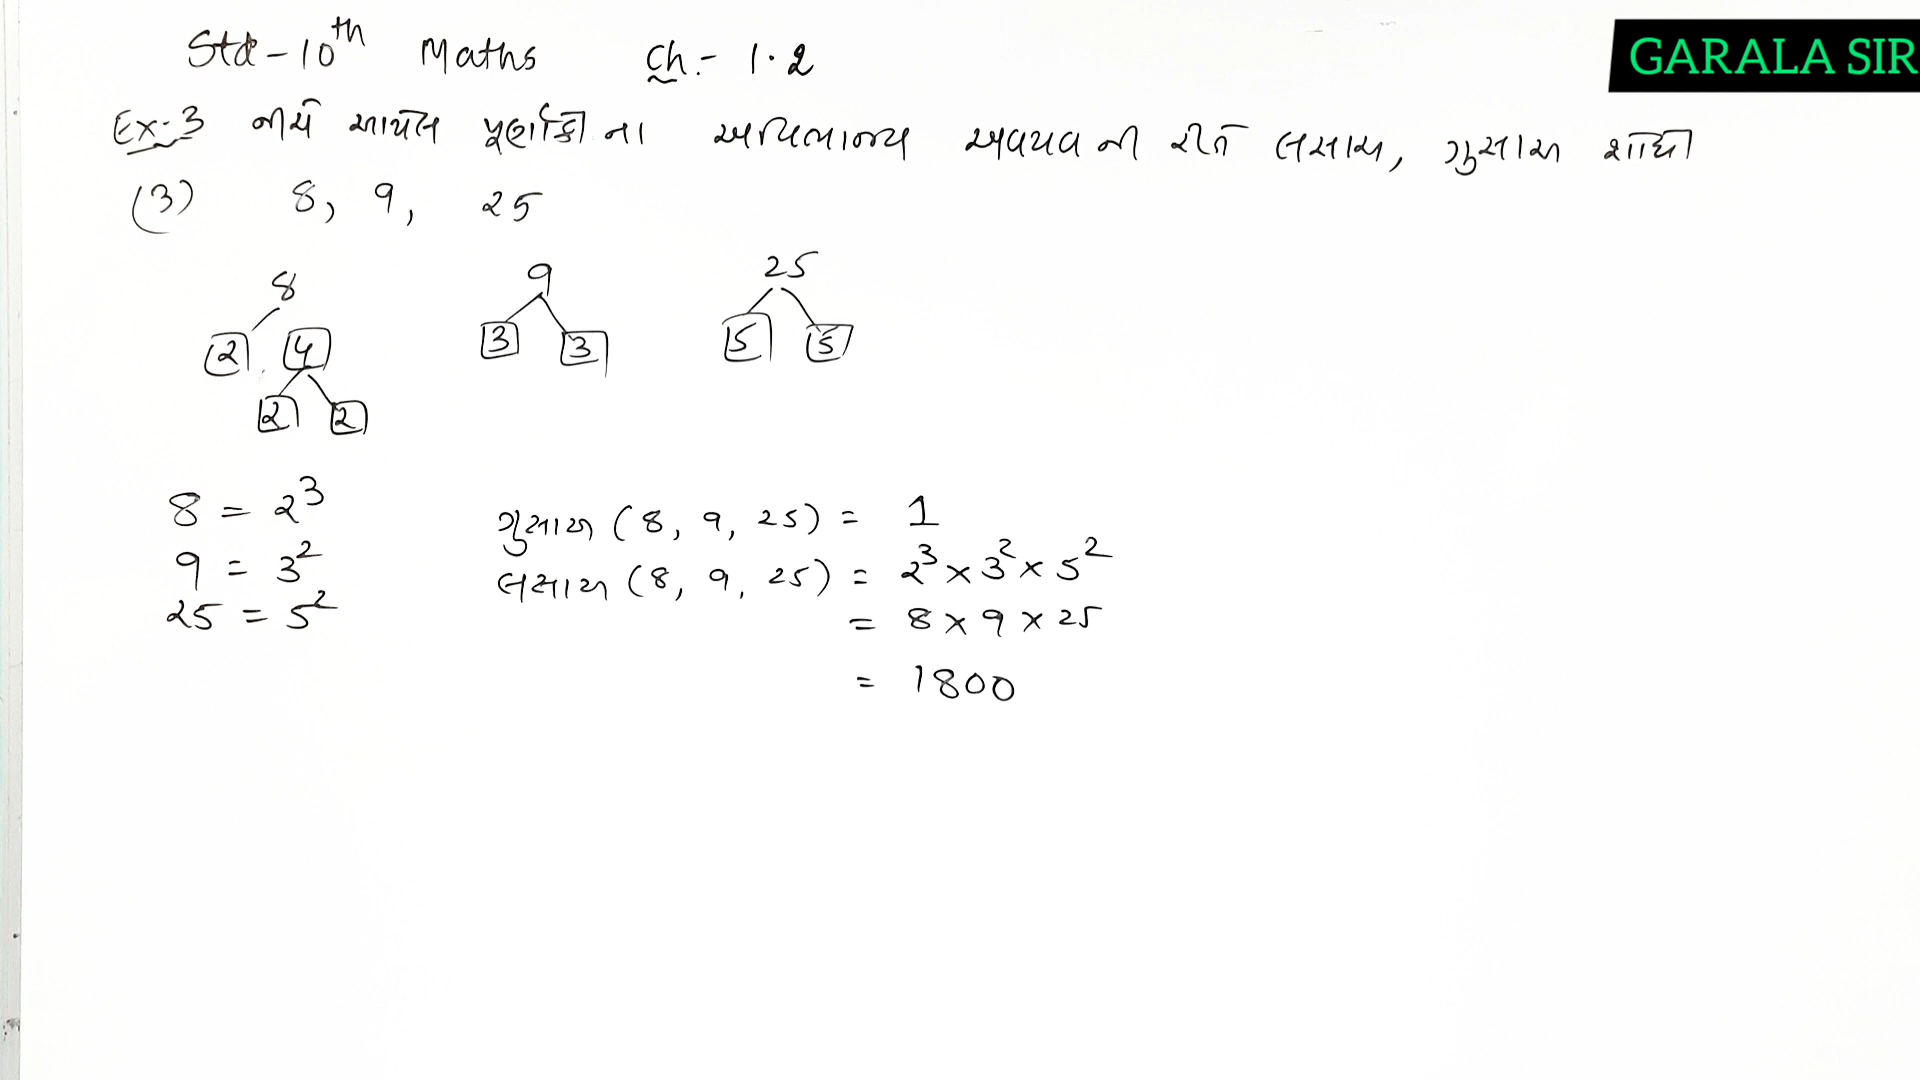 Std-10th Maths Ch.- 1.2
GARALA SIR
Ex-3 નીચે આપેલ પૂર્ણાંકોના અવિભાજ્ય અવયવની રીતે લસાઅ, ગુસાઅ શોધો
(3) 8, 9, 25
8 9 25
2 4 3 3 5 5
2 2
8 = 2³
9 = 3²
25 = 5²
ગુસાઅ (8, 9, 25) = 1
લસાઅ (8, 9, 25) = 2³ × 3² × 5²
= 8 × 9 × 25
= 1800